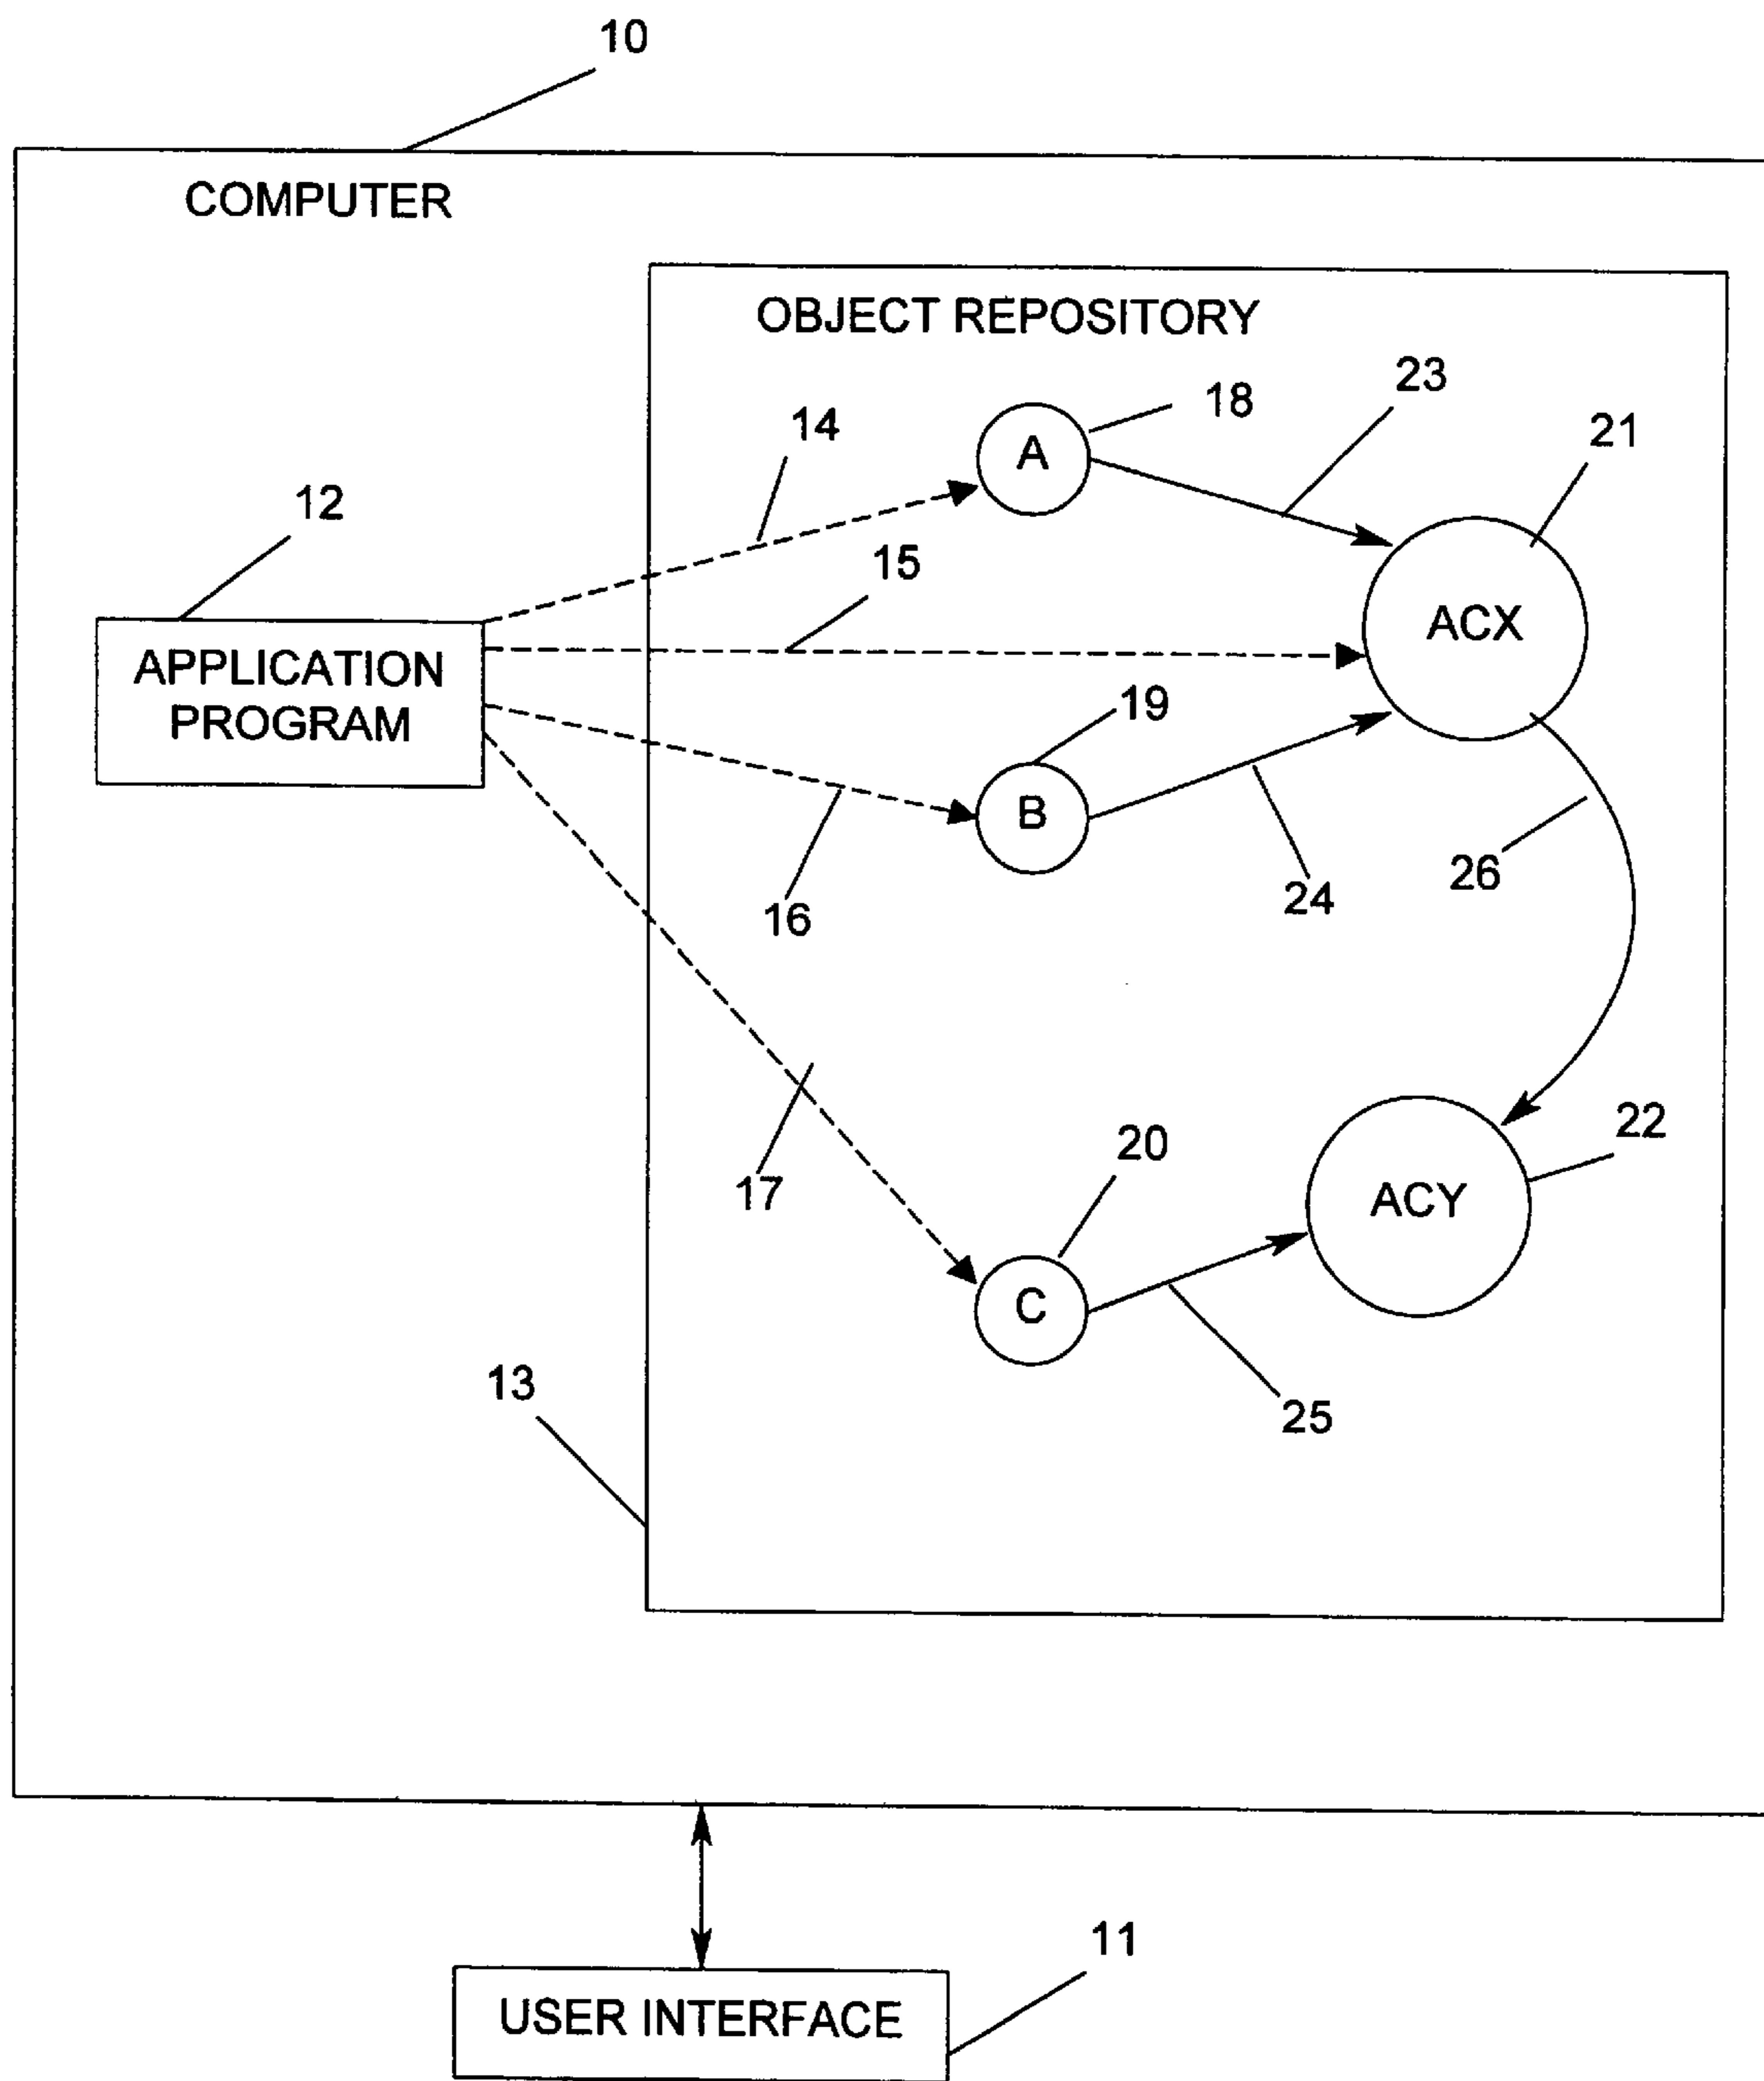 10
COMPUTER
OBJECT REPOSITORY
23
18
14
A
21
12
15
ACX
APPLICATION
PROGRAM
19
B
16
24
26
17
20
22
ACY
C
13
25
11
USER INTERFACE